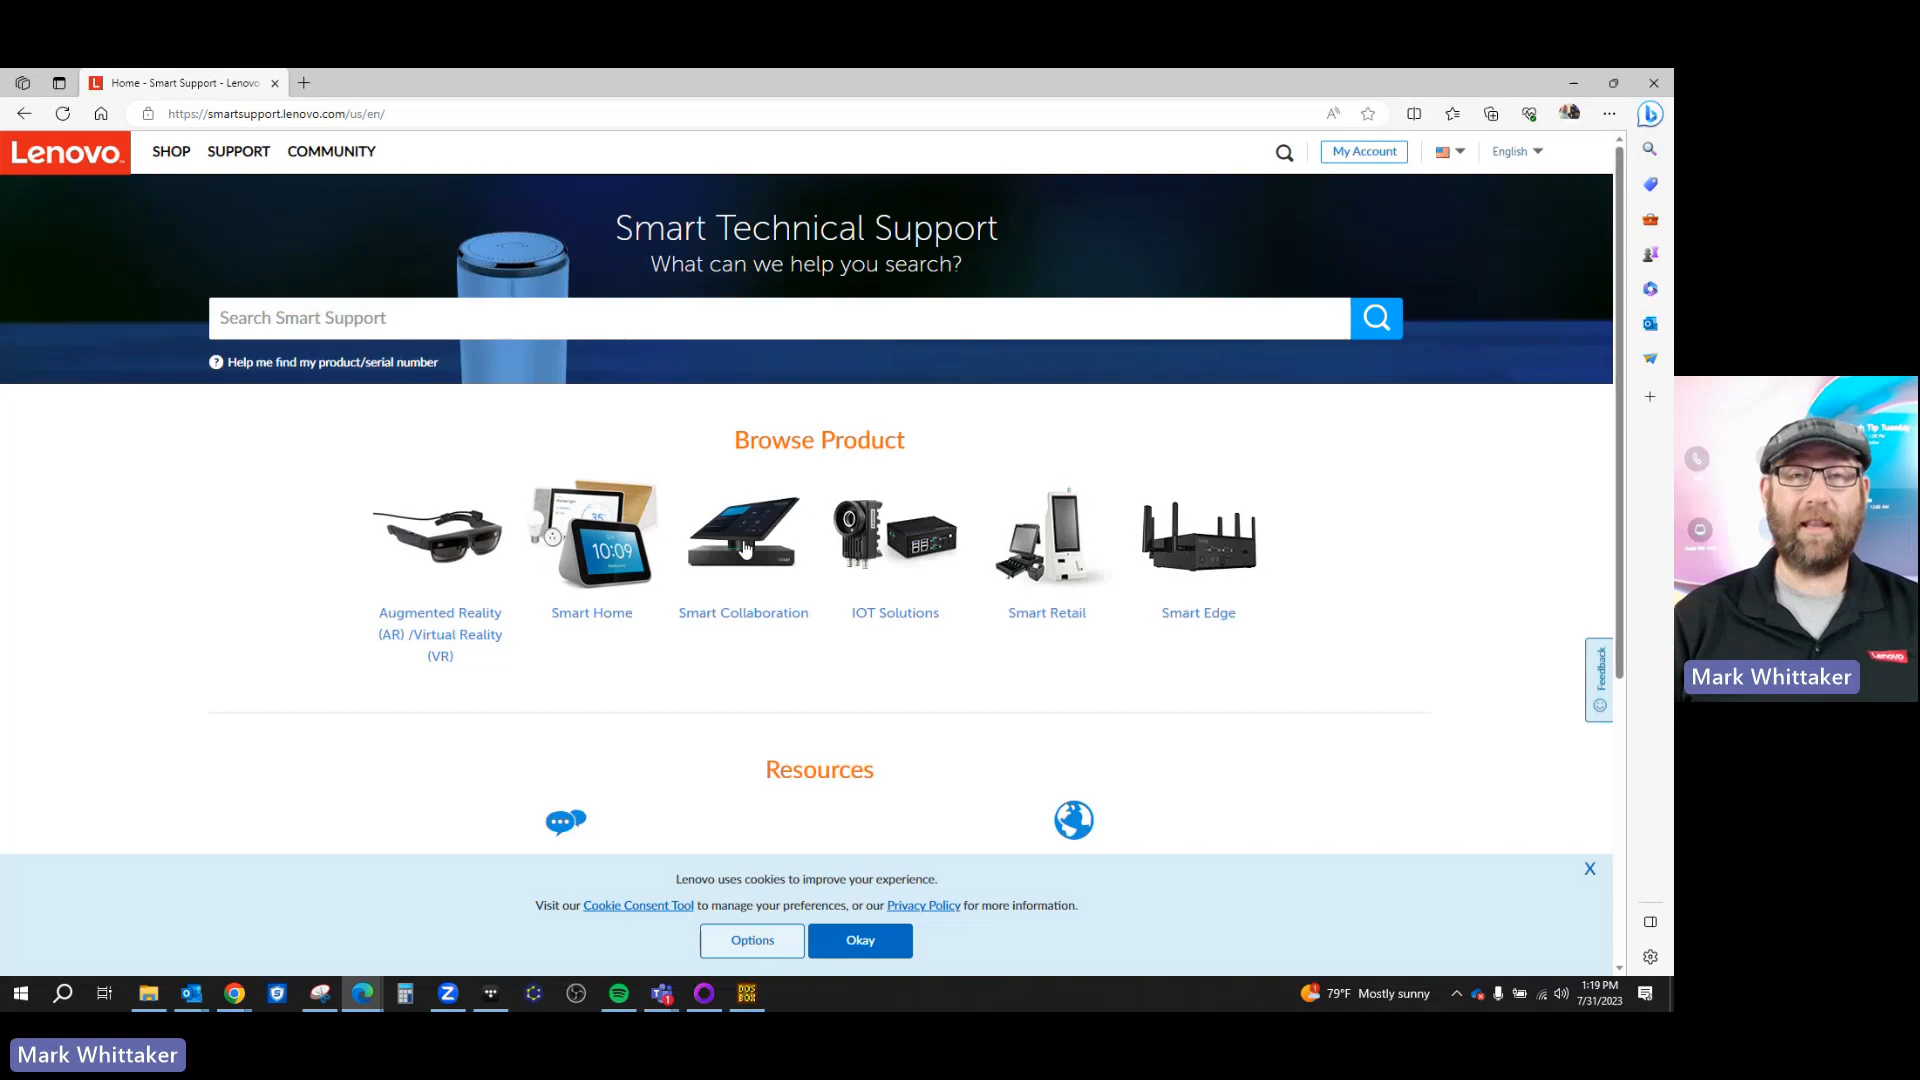 Home - Smart Support - Lenovo
https://smartsupport.lenovo.com/us/en/
Lenovo
SHOP
SUPPORT
COMMUNITY
My Account
English
Smart Technical Support
What can we help you search?
Search Smart Support
Help me find my product/serial number
Browse Product
10:09
Augmented Reality
(AR) /Virtual Reality
(VR)
Smart Home
Smart Collaboration
IOT Solutions
Smart Retail
Smart Edge
Feedback
Resources
Lenovo uses cookies to improve your experience.
X
Visit our Cookie Consent Tool to manage your preferences, or our Privacy Policy for more information.
Options
Okay
79°F Mostly sunny
1:19 PM
7/31/2023
Tip Tuesday
Lenovo
Mark Whittaker
Mark Whittaker